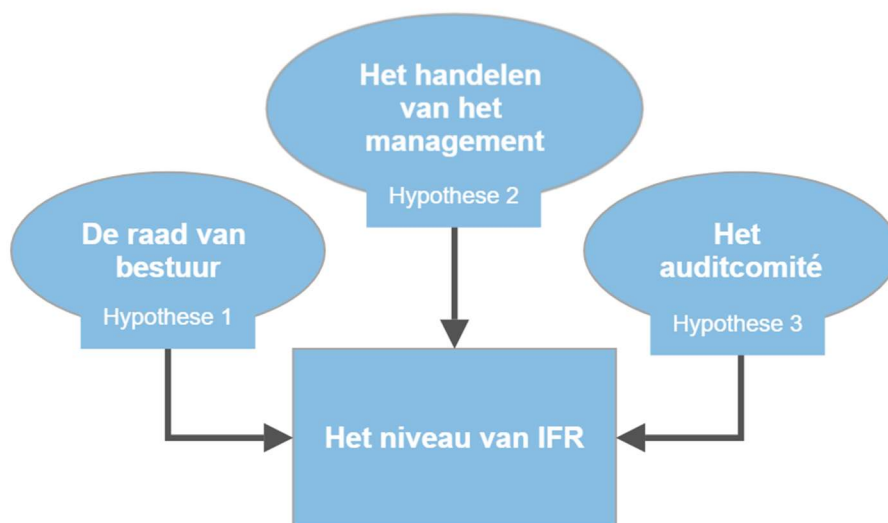 Het handelen
van het
management
Hypothese 2
De raad van
bestuur
Hypothese 1
Het
auditcomité
Hypothese 3
Het niveau van IFR